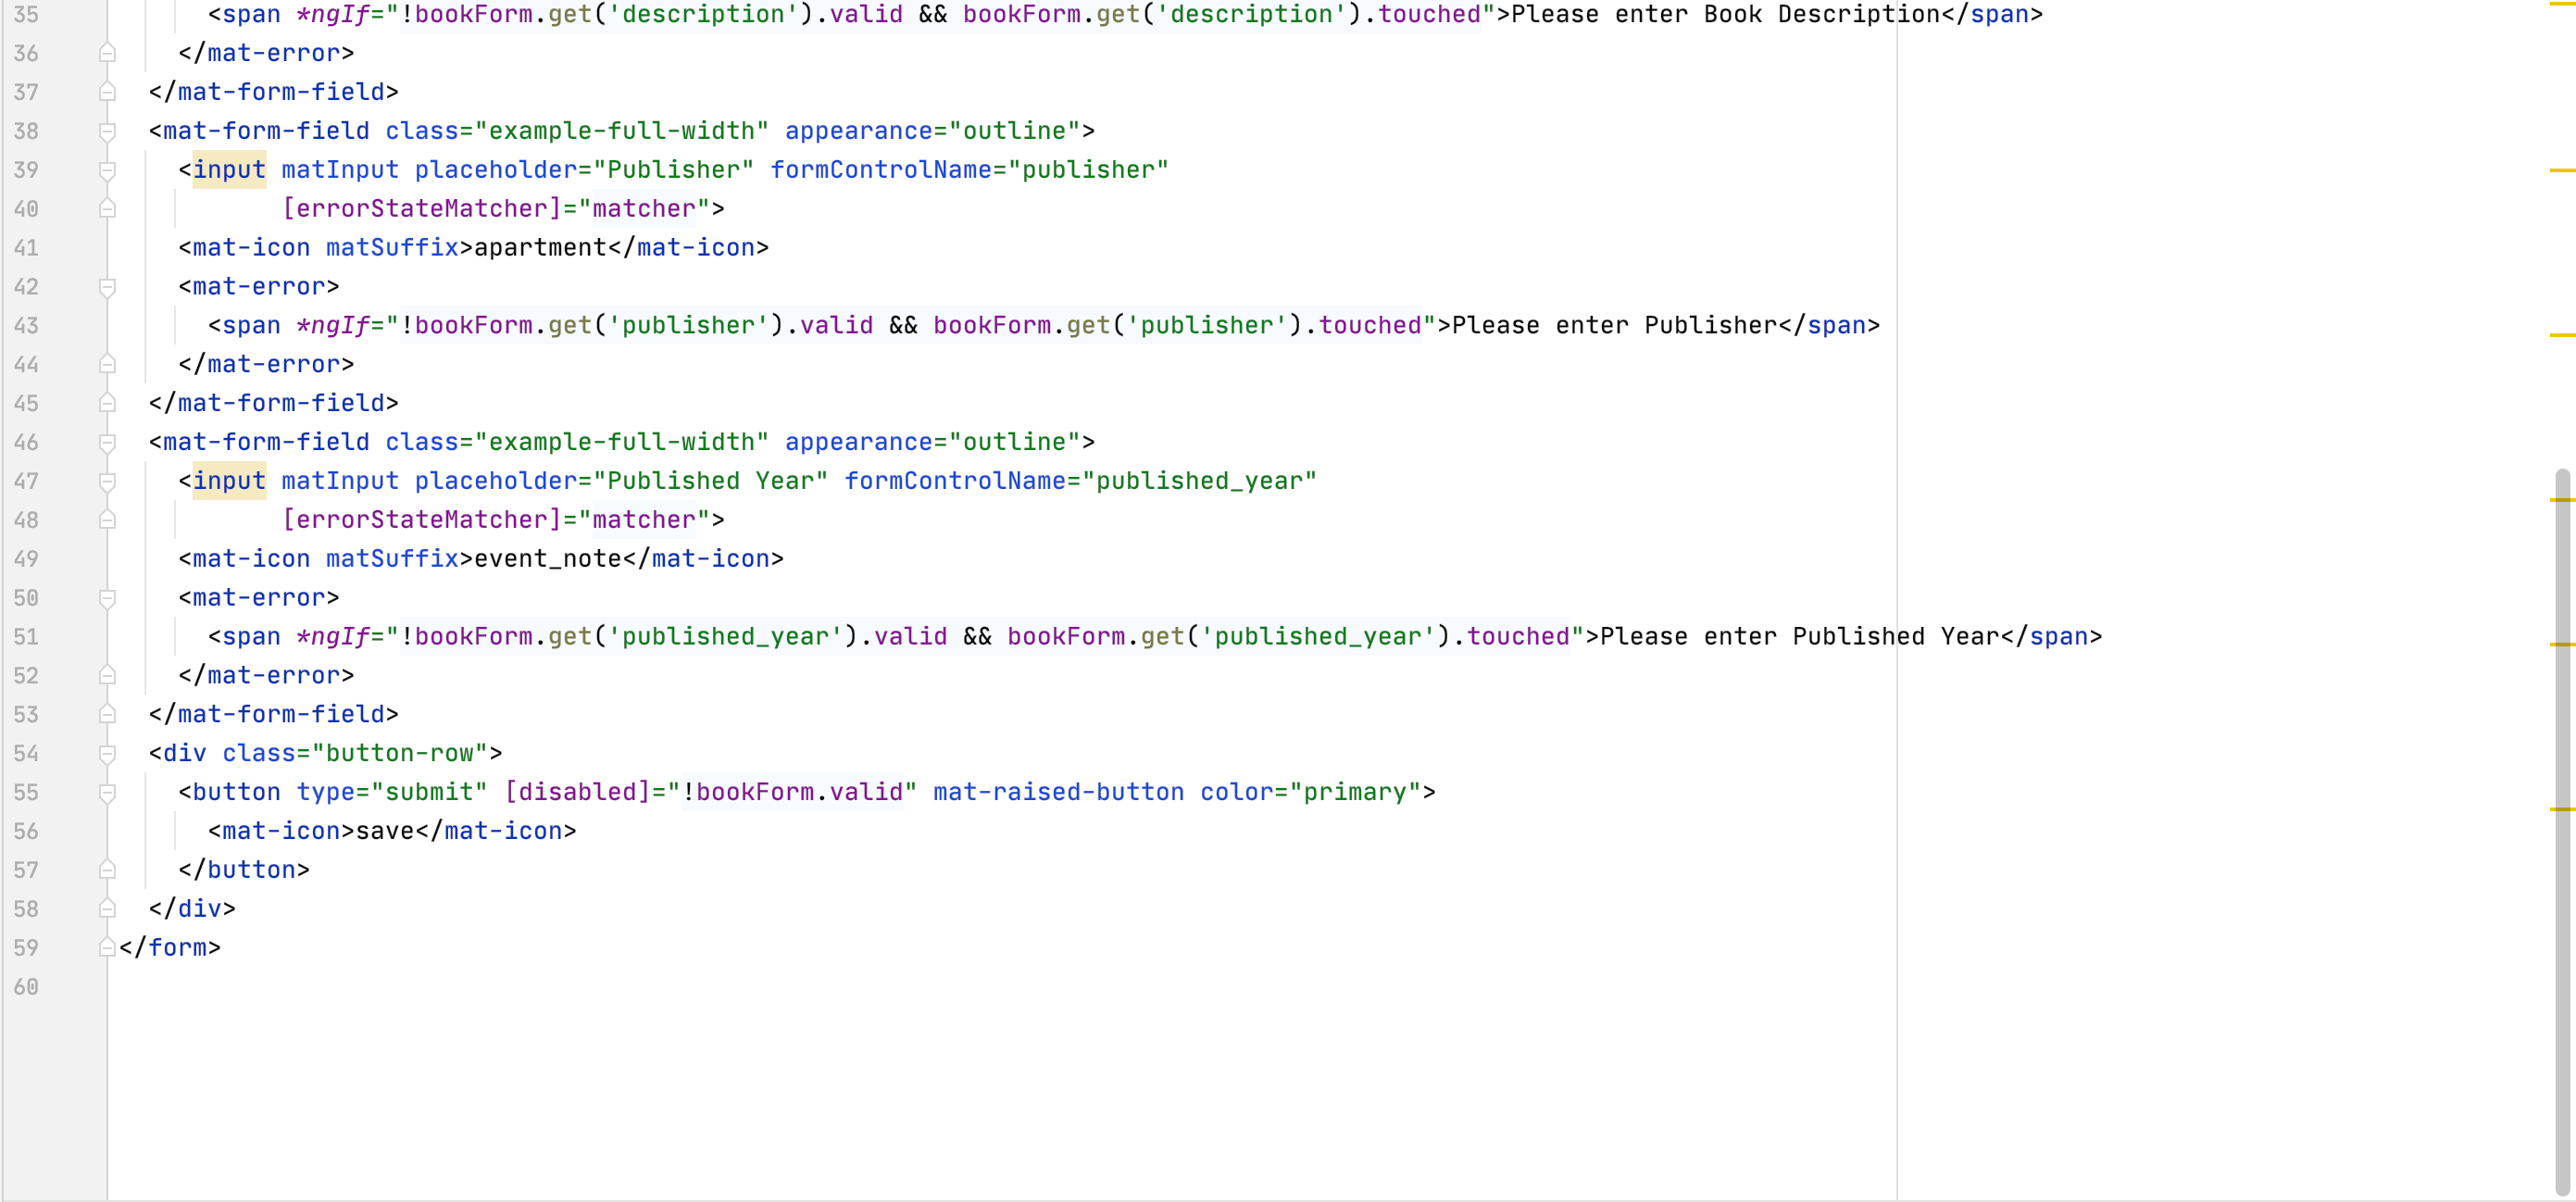 35 <span *ngIf="!bookForm.get('description').valid && bookForm.get('description').touched">Please enter Book Description</span>
36 </mat-error>
37 </mat-form-field>
38 <mat-form-field class="example-full-width" appearance="outline">
39 <input matInput placeholder="Publisher" formControlName="publisher"
40 [errorStateMatcher]="matcher">
41 <mat-icon matSuffix>apartment</mat-icon>
42 <mat-error>
43 <span *ngIf="!bookForm.get('publisher').valid && bookForm.get('publisher').touched">Please enter Publisher</span>
44 </mat-error>
45 </mat-form-field>
46 <mat-form-field class="example-full-width" appearance="outline">
47 <input matInput placeholder="Published Year" formControlName="published_year"
48 [errorStateMatcher]="matcher">
49 <mat-icon matSuffix>event_note</mat-icon>
50 <mat-error>
51 <span *ngIf="!bookForm.get('published_year').valid && bookForm.get('published_year').touched">Please enter Published Year</span>
52 </mat-error>
53 </mat-form-field>
54 <div class="button-row">
55 <button type="submit" [disabled]="!bookForm.valid" mat-raised-button color="primary">
56 <mat-icon>save</mat-icon>
57 </button>
58 </div>
59 </form>
60